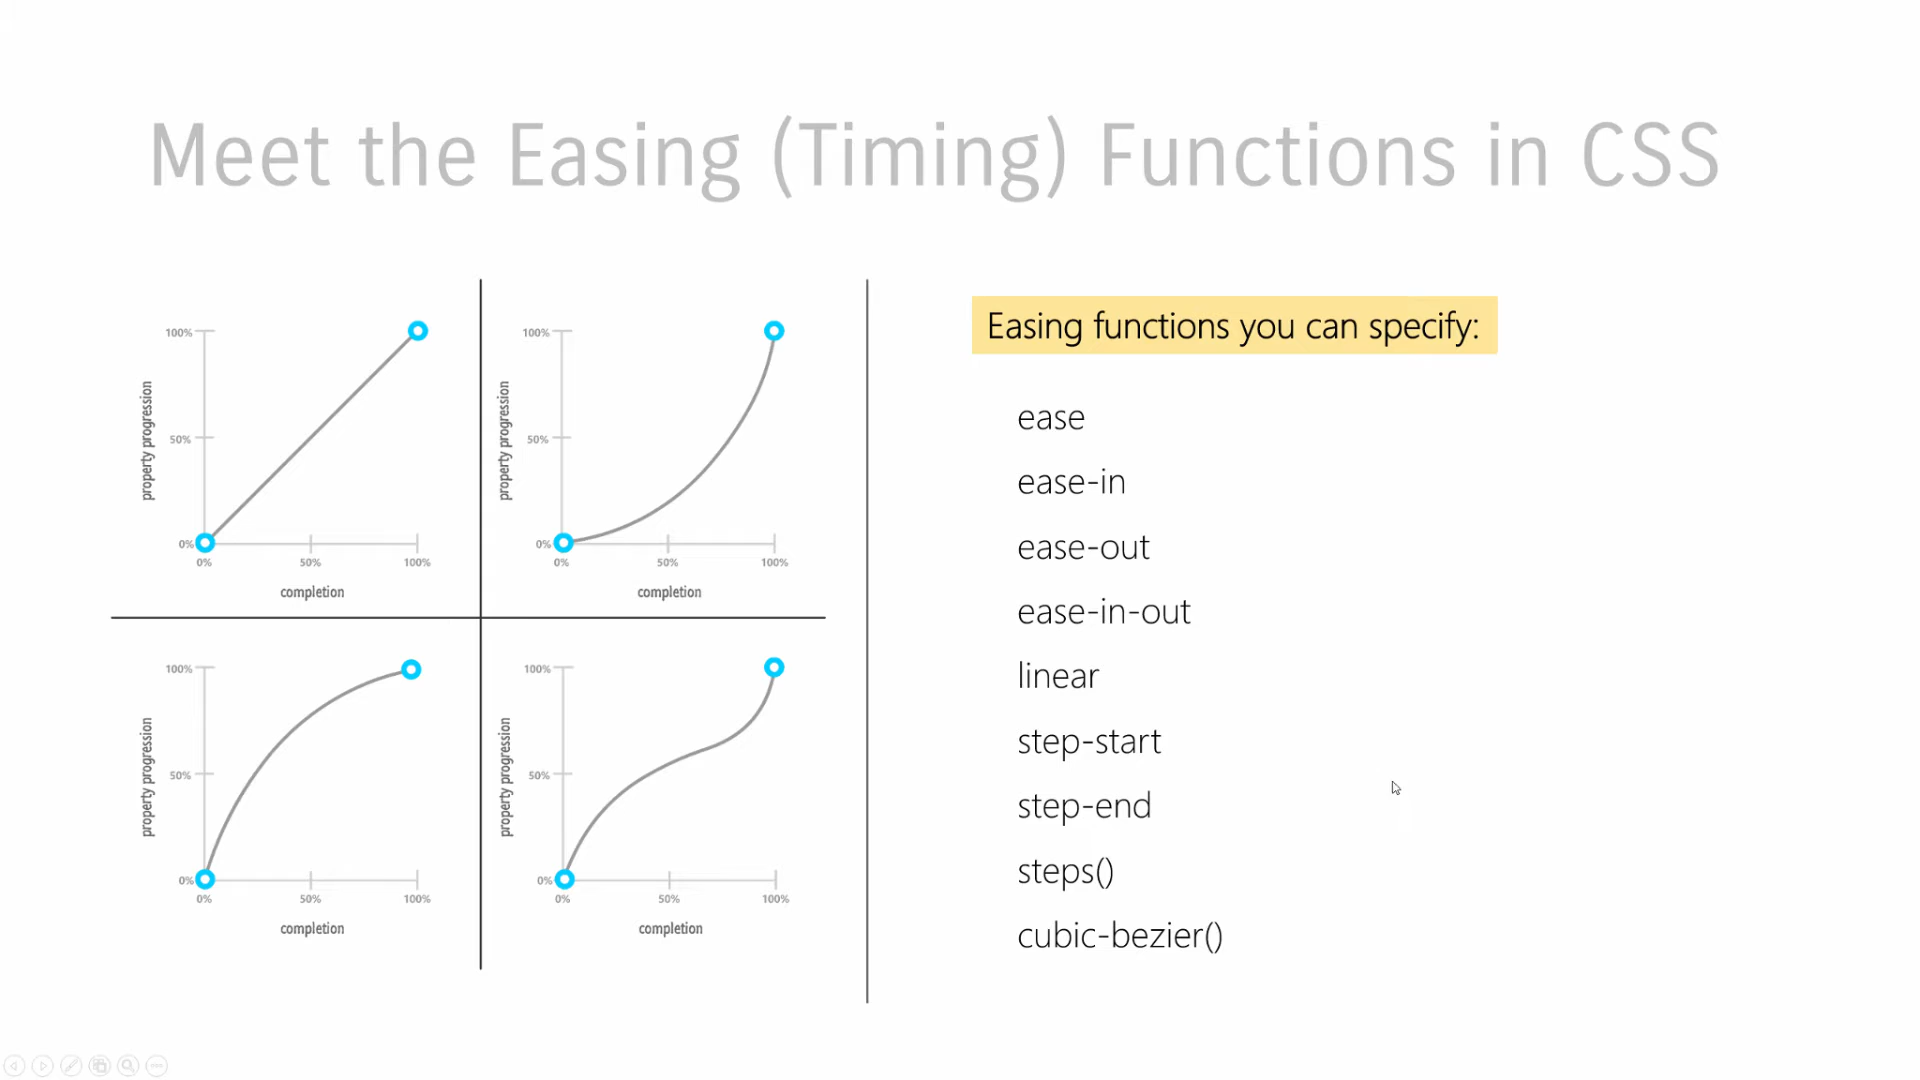 Meet the Easing (Timing) Functions in CSS
100%
50%
0%
0% 50% 100%
property progression
completion
100%
50%
0%
0% 50% 100%
property progression
completion
100%
50%
0%
0% 50% 100%
property progression
completion
100%
50%
0%
0% 50% 100%
property progression
completion
Easing functions you can specify:
ease
ease-in
ease-out
ease-in-out
linear
step-start
step-end
steps()
cubic-bezier()